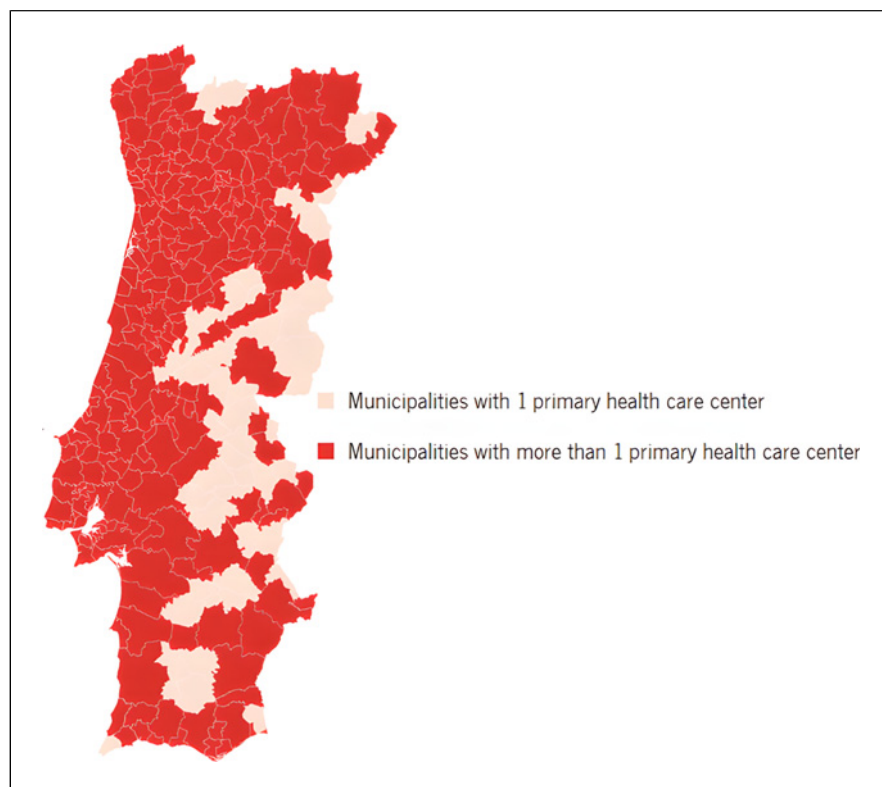 Municipalities with 1 primary health care center
Municipalities with more than 1 primary health care center